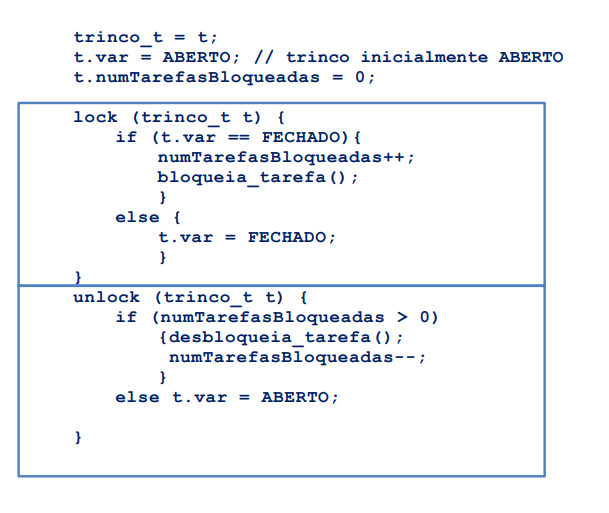 trinco_t = t;
t.var = ABERTO; // trinco inicialmente ABERTO
t.numTarefasBloqueadas = 0;
lock (trinco_t t) {
if (t.var == FECHADO){
numTarefasBloqueadas++;
bloqueia_tarefa();
}
else {
t.var = FECHADO;
}
}
unlock (trinco_t t) {
if (numTarefasBloqueadas > 0)
{desbloqueia_tarefa();
numTarefasBloqueadas--;
}
else t.var = ABERTO;
}